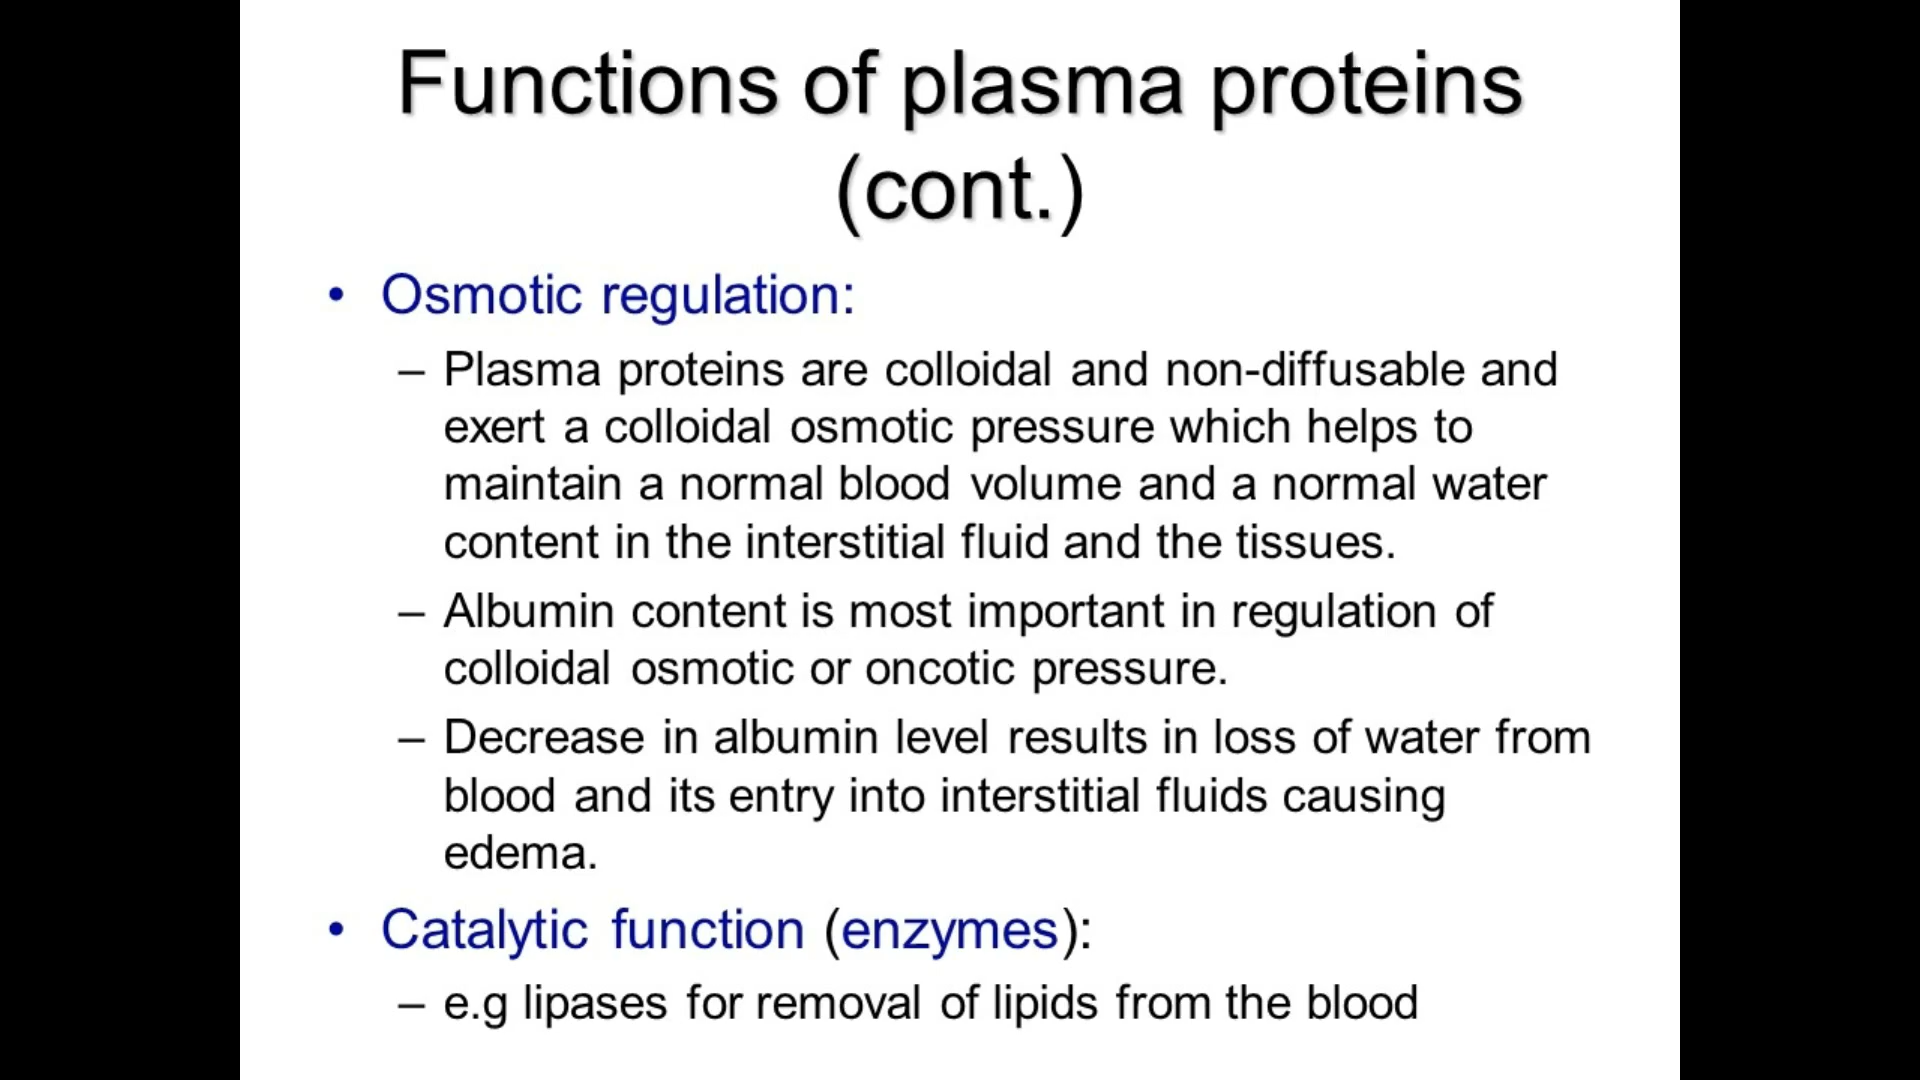 Functions of plasma proteins
(cont.)
• Osmotic regulation:
– Plasma proteins are colloidal and non-diffusable and
exert a colloidal osmotic pressure which helps to
maintain a normal blood volume and a normal water
content in the interstitial fluid and the tissues.
– Albumin content is most important in regulation of
colloidal osmotic or oncotic pressure.
– Decrease in albumin level results in loss of water from
blood and its entry into interstitial fluids causing
edema.
• Catalytic function (enzymes):
– e.g lipases for removal of lipids from the blood